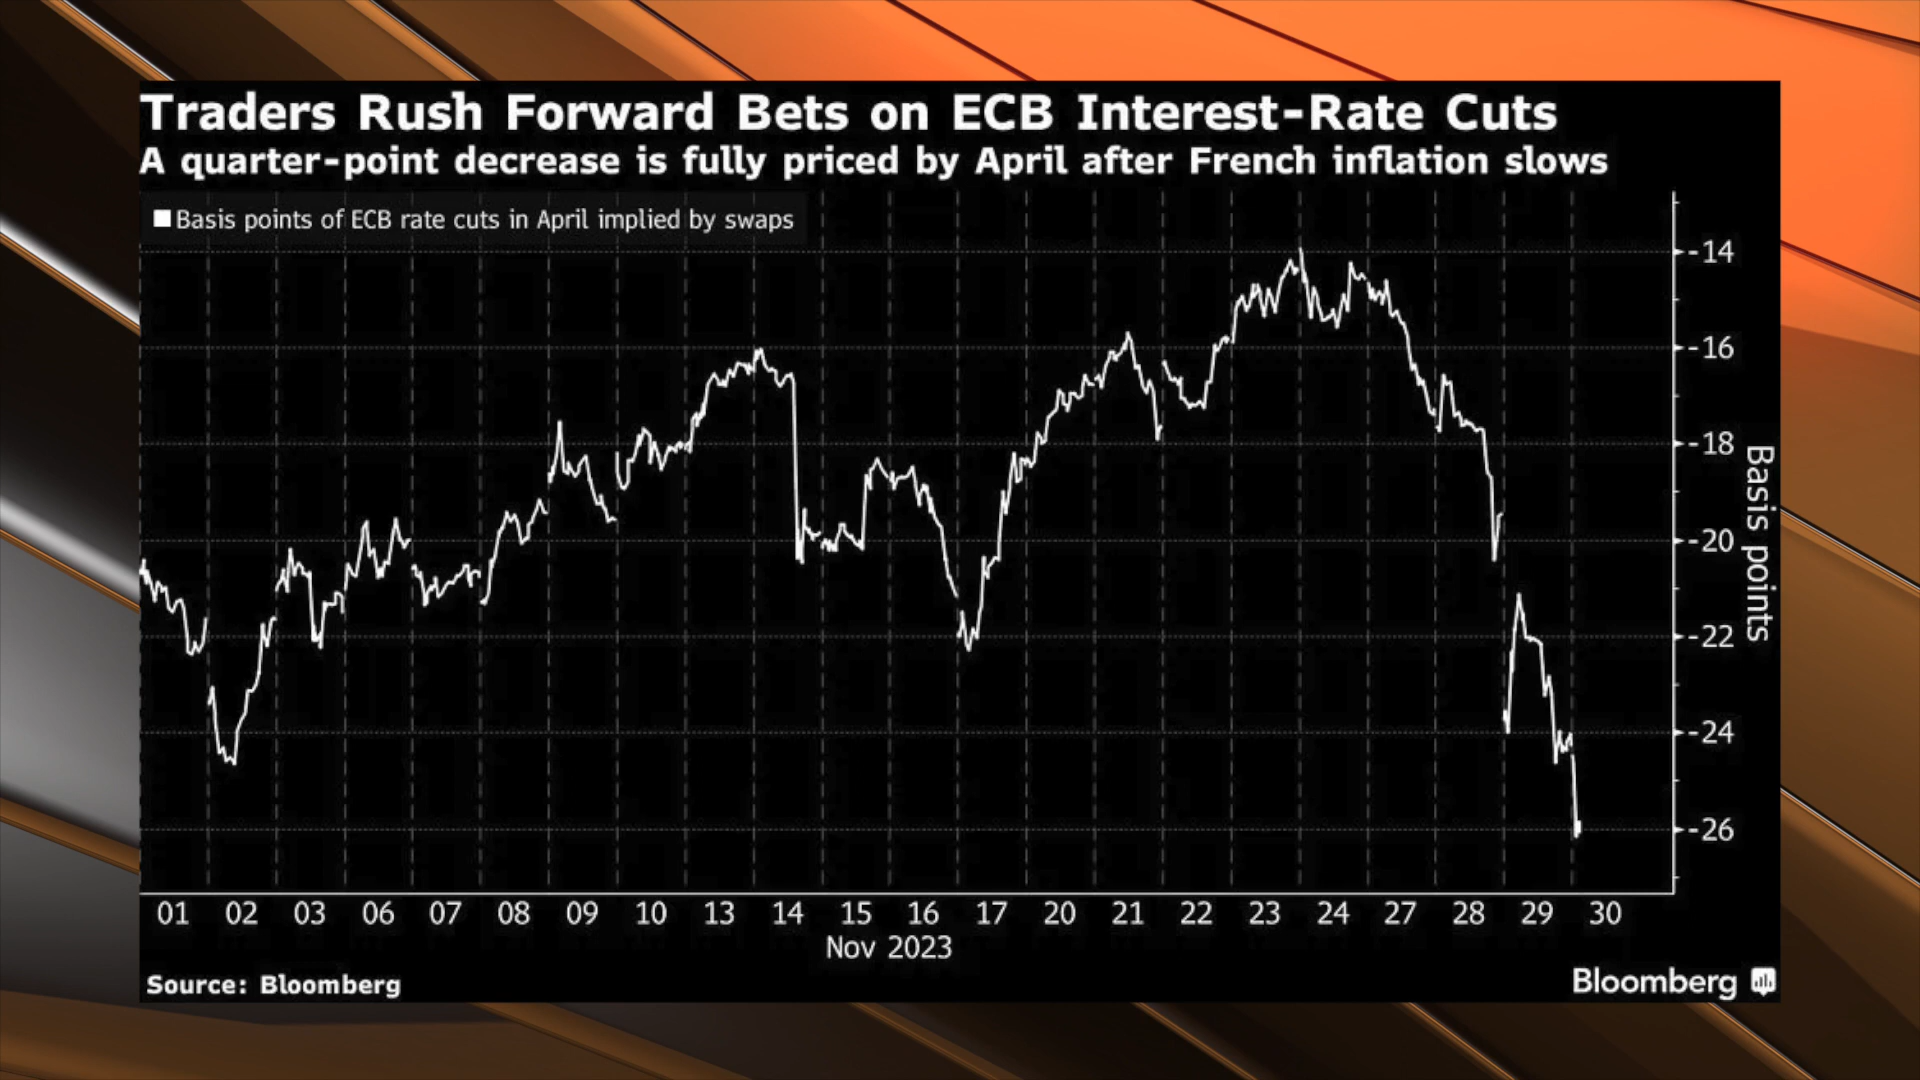 Traders Rush Forward Bets on ECB Interest-Rate Cuts
A quarter-point decrease is fully priced by April after French inflation slows
Basis points of ECB rate cuts in April implied by swaps
-14
-16
-18
-20
-22
-24
-26
Basis points
01 02 03 06 07 08 09 10 13 14 15 16 17 20 21 22 23 24 27 28 29 30
Nov 2023
Source: Bloomberg
Bloomberg